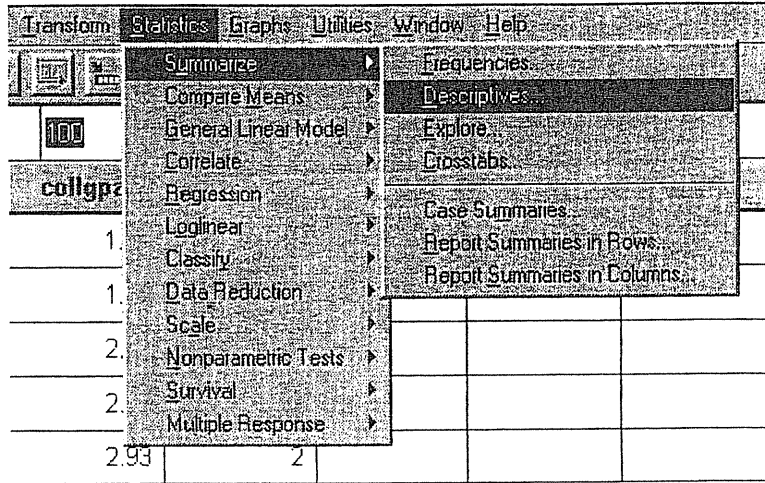 Transform Statistics Graphs Utilities Window Help
Summarize
Compare Means
General Linear Model
Correlate
Regression
Loglinear
Classify
Data Reduction
Scale
Nonparametric Tests
Survival
Multiple Response
Frequencies...
Descriptives...
Explore...
Crosstabs...
Case Summaries...
Report Summaries in Rows...
Report Summaries in Columns...
100
collgpa
1.
1.
2.
2.
2.93 2